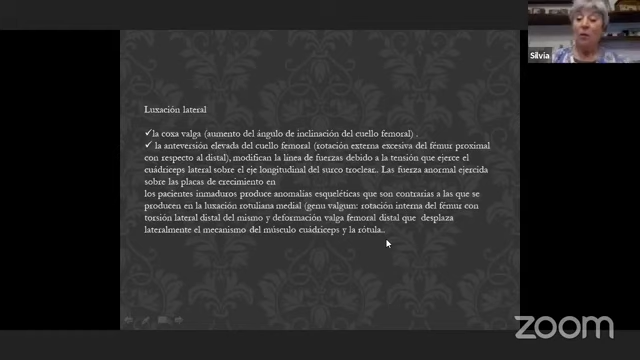 Silvia
Luxación lateral
✓la coxa valga (aumento del ángulo de inclinación del cuello femoral) .
✓ la anteversión elevada del cuello femoral (rotación externa excesiva del fémur proximal
con respecto al distal), modifican la línea de fuerzas debido a la tensión que ejerce el
cuádriceps lateral sobre el eje longitudinal del surco troclear.. Las fuerza anormal ejercida
sobre las placas de crecimiento en
los pacientes inmaduros produce anomalías esqueléticas que son contrarias a las que se
producen en la luxación rotuliana medial (genu valgum: rotación interna del fémur con
torsión lateral distal del mismo y deformación valga femoral distal que desplaza
lateralmente el mecanismo del músculo cuádriceps y la rótula..
zoom